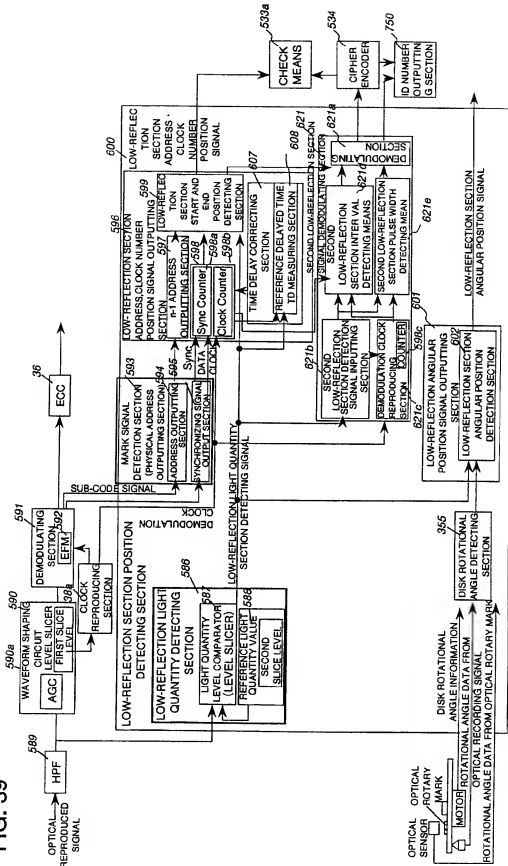 FIG. 39
OPTICAL
REPRODUCED
SIGNAL
589
HPF
590a
590
WAVEFORM SHAPING
CIRCUIT
LEVEL SLICER
AGC
FIRST SLICE
LEVEL
38a
CLOCK
REPRODUCING
SECTION
591
DEMODULATING
SECTION
592
EFM
36
ECC
SUB-CODE SIGNAL
DEMODULATION
CLOCK
LOW-REFLECTION SECTION POSITION
DETECTING SECTION
586
LOW-REFLECTION LIGHT
QUANTITY DETECTING
SECTION
587
LIGHT QUANTITY
LEVEL COMPARATOR
(LEVEL SLICER)
588
REFERENCE LIGHT
QUANTITY VALUE
SECOND
SLICE LEVEL
LOW-REFLECTION LIGHT QUANTITY
SECTION DETECTING SIGNAL
593
MARK SIGNAL
DETECTION SECTION
(PHYSICAL ADDRESS
OUTPUTTING SECTION)
594
595
ADDRESS OUTPUTTING
SECTION
SYNCHRONIZING SIGNAL
OUTPUT SECTION
Sync
DATA
CLOCK
596
LOW-REFLECTION SECTION
ADDRESS,CLOCK NUMBER
POSITION SIGNAL OUTPUTTING
SECTION
597
n-1 ADDRESS
OUTPUTTING SECTION
598
Sync Counter
598a
Clock Counter
598b
599
LOW-REFLEC
TION
SECTION
START AND
END
POSITION
DETECTING
SECTION
600
LOW-REFLEC
TION
SECTION
ADDRESS・
CLOCK
NUMBER
POSITION
SIGNAL
607
TIME DELAY CORRECTING
SECTION
608
REFERENCE DELAYED TIME
TD MEASURING SECTION
621
SECOND LOW-REFLECTION SECTION
SIGNAL DEMODULATING SECTION
621b
SECOND
LOW-REFLECTION
SECTION DETECTION
SIGNAL INPUTTING
SECTION
DEMODULATION CLOCK
REPRODUCING
SECTION
COUNTER
621c
598c
621d
SECOND
LOW-REFLECTION
SECTION INTER VAL
DETECTING MEANS
SECOND LOW-REFLECTION
SECTION PULSE WIDTH
DETECTING MEAN
621e
621a
DEMODULATING
SECTION
533a
CHECK
MEANS
534
CIPHER
ENCODER
750
ID NUMBER
OUTPUTTIN
G SECTION
601
LOW-REFLECTION ANGULAR
POSITION SIGNAL OUTPUTTING
SECTION
602
LOW-REFLECTION SECTION
ANGULAR POSITION
DETECTION SECTION
LOW-REFLECTION SECTION
ANGULAR POSITION SIGNAL
355
DISK ROTATIONAL
ANGLE DETECTING
SECTION
OPTICAL
SENSOR
OPTICAL
ROTARY
MARK
MOTOR
DISK ROTATIONAL
ANGLE INFORMATION
ROTATIONAL ANGLE DATA FROM
OPTICAL RECORDING SIGNAL
ROTATIONAL ANGLE DATA FROM OPTICAL ROTARY MARK